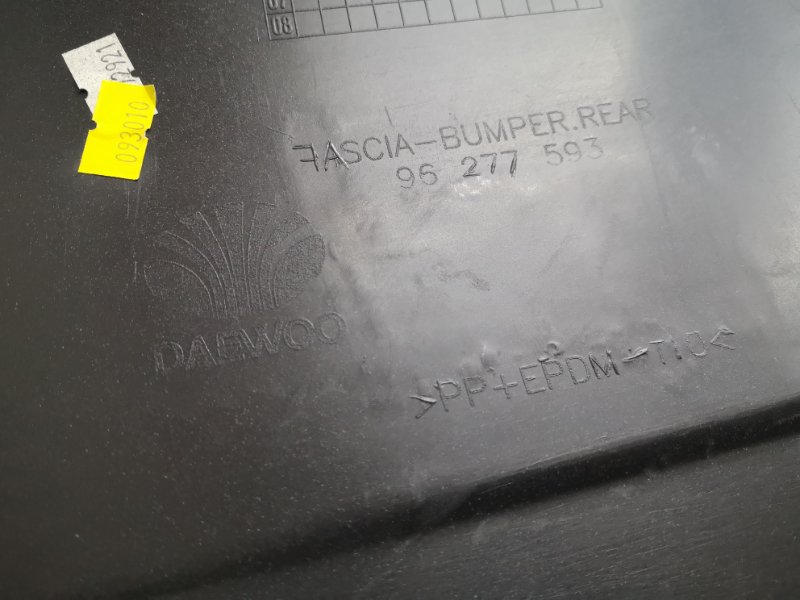 08
093010
FASCIA-BUMPER.REAR
96 277 593
DAEWOO
>PP+EPDM-T10<